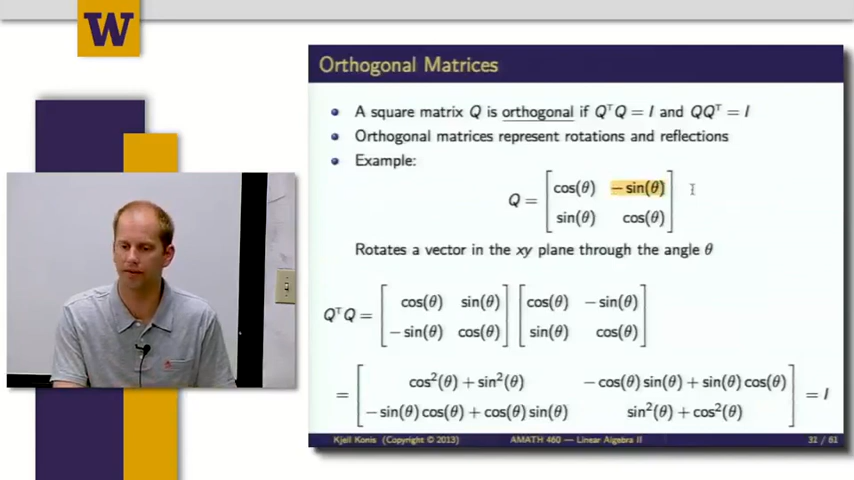 W
Orthogonal Matrices
A square matrix Q is orthogonal if QᵀQ = I and QQᵀ = I
Orthogonal matrices represent rotations and reflections
Example:
Q = [cos(θ) −sin(θ)
sin(θ) cos(θ)]
Rotates a vector in the xy plane through the angle θ
QᵀQ = [cos(θ) sin(θ) [cos(θ) −sin(θ)
−sin(θ) cos(θ)] sin(θ) cos(θ)]
= [cos²(θ) + sin²(θ) −cos(θ) sin(θ) + sin(θ) cos(θ)
−sin(θ) cos(θ) + cos(θ) sin(θ) sin²(θ) + cos²(θ)] = I
Kjell Konis (Copyright © 2013) AMATH 460 — Linear Algebra II 32 / 61